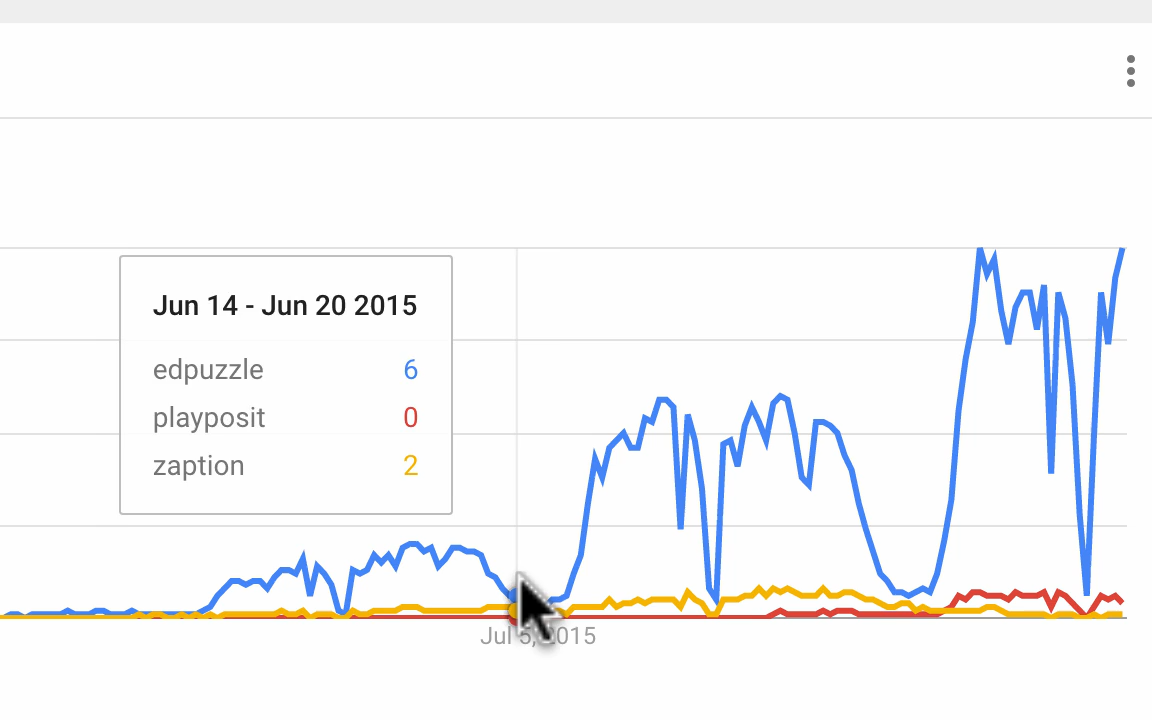 Jun 14 - Jun 20 2015
edpuzzle 6
playposit 0
zaption 2
Jul 5, 2015